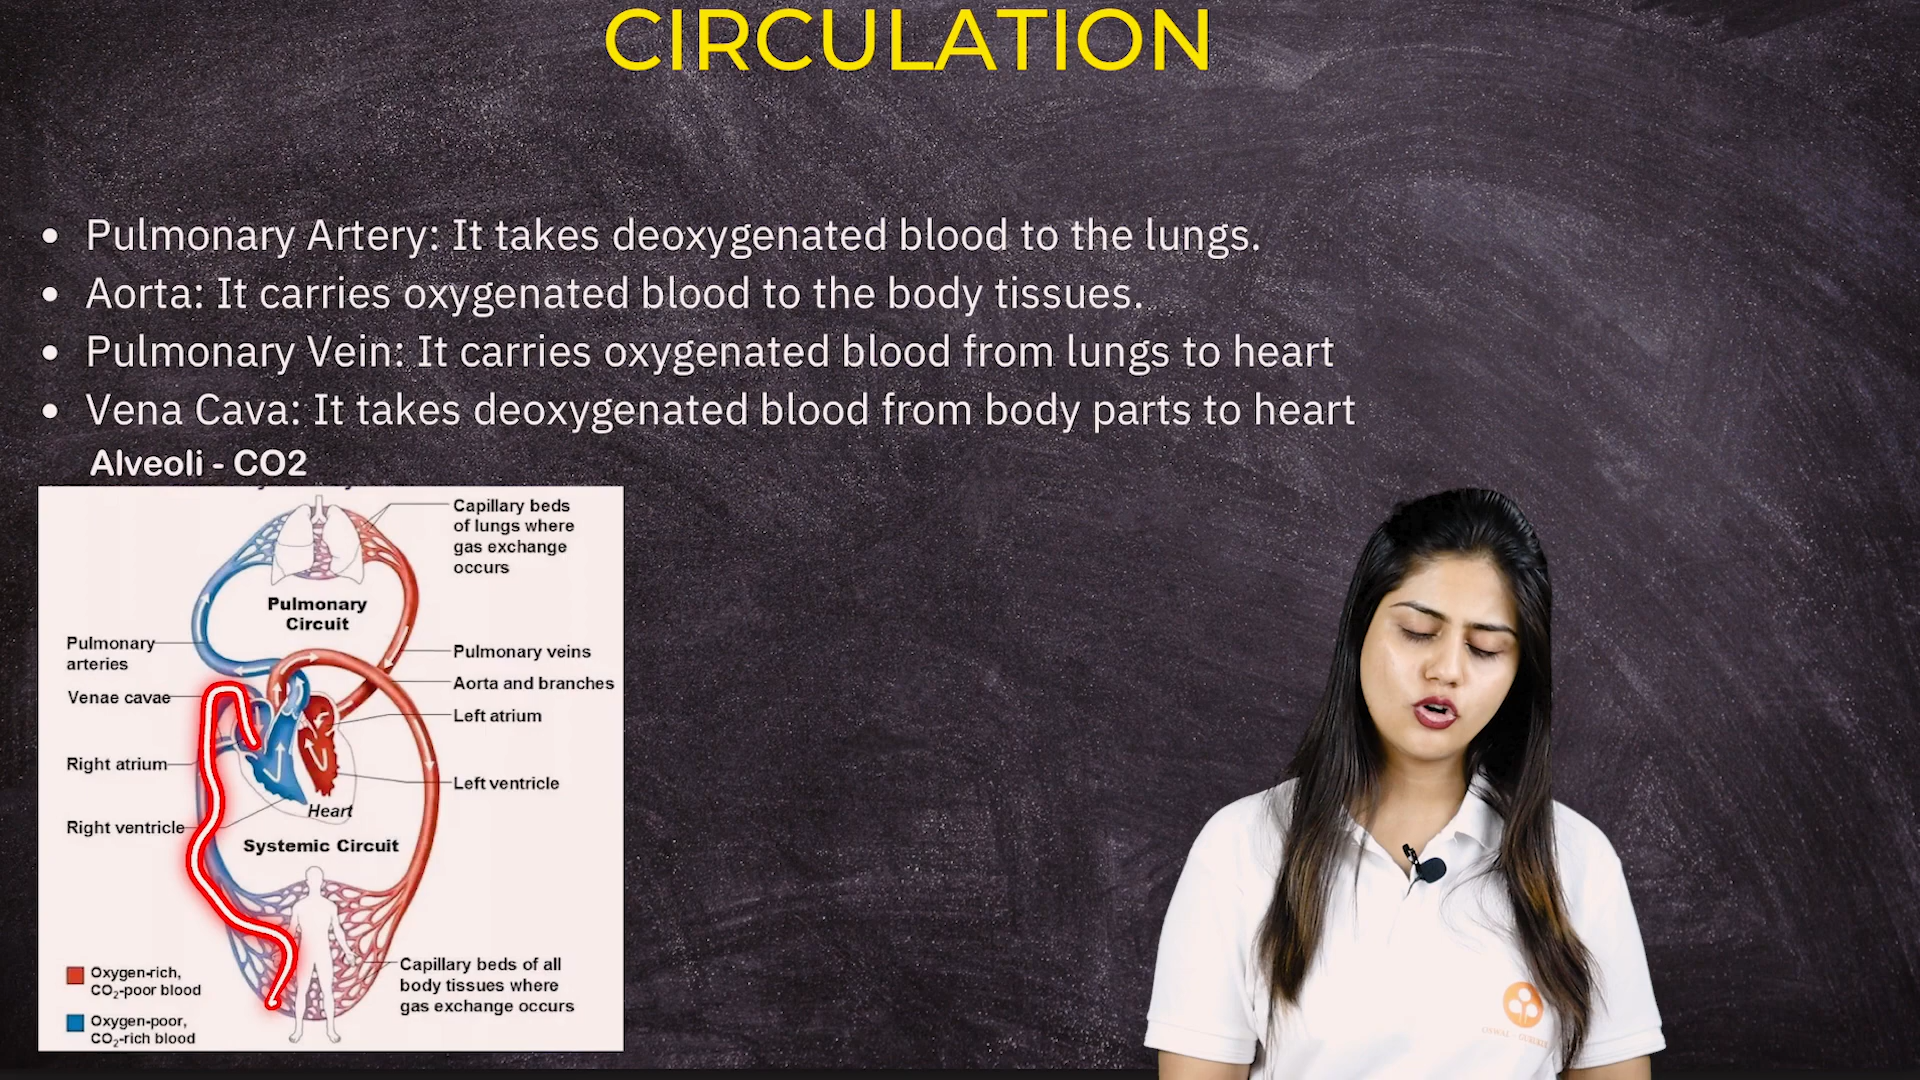 CIRCULATION
• Pulmonary Artery: It takes deoxygenated blood to the lungs.
• Aorta: It carries oxygenated blood to the body tissues.
• Pulmonary Vein: It carries oxygenated blood from lungs to heart
• Vena Cava: It takes deoxygenated blood from body parts to heart
Alveoli - CO2
Capillary beds
of lungs where
gas exchange
occurs
Pulmonary
Circuit
Pulmonary
arteries
Pulmonary veins
Venae cavae
Aorta and branches
Left atrium
Right atrium
Left ventricle
Heart
Right ventricle
Systemic Circuit
Capillary beds of all
body tissues where
gas exchange occurs
Oxygen-rich,
CO₂-poor blood
Oxygen-poor,
CO₂-rich blood